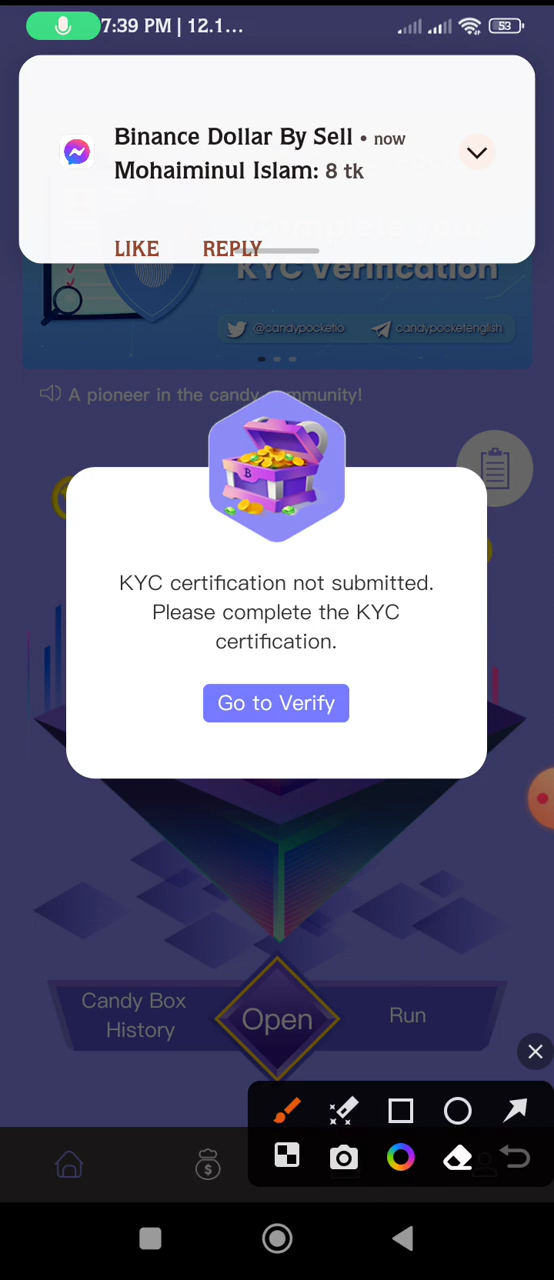 7:39 PM | 12.1...
53
Binance Dollar By Sell • now
Mohaiminul Islam: 8 tk
LIKE REPLY
KYC Verification
@candypocketio candypocketenglish
A pioneer in the candy community!
B
KYC certification not submitted.
Please complete the KYC
certification.
Go to Verify
Candy Box
History
Open
Run